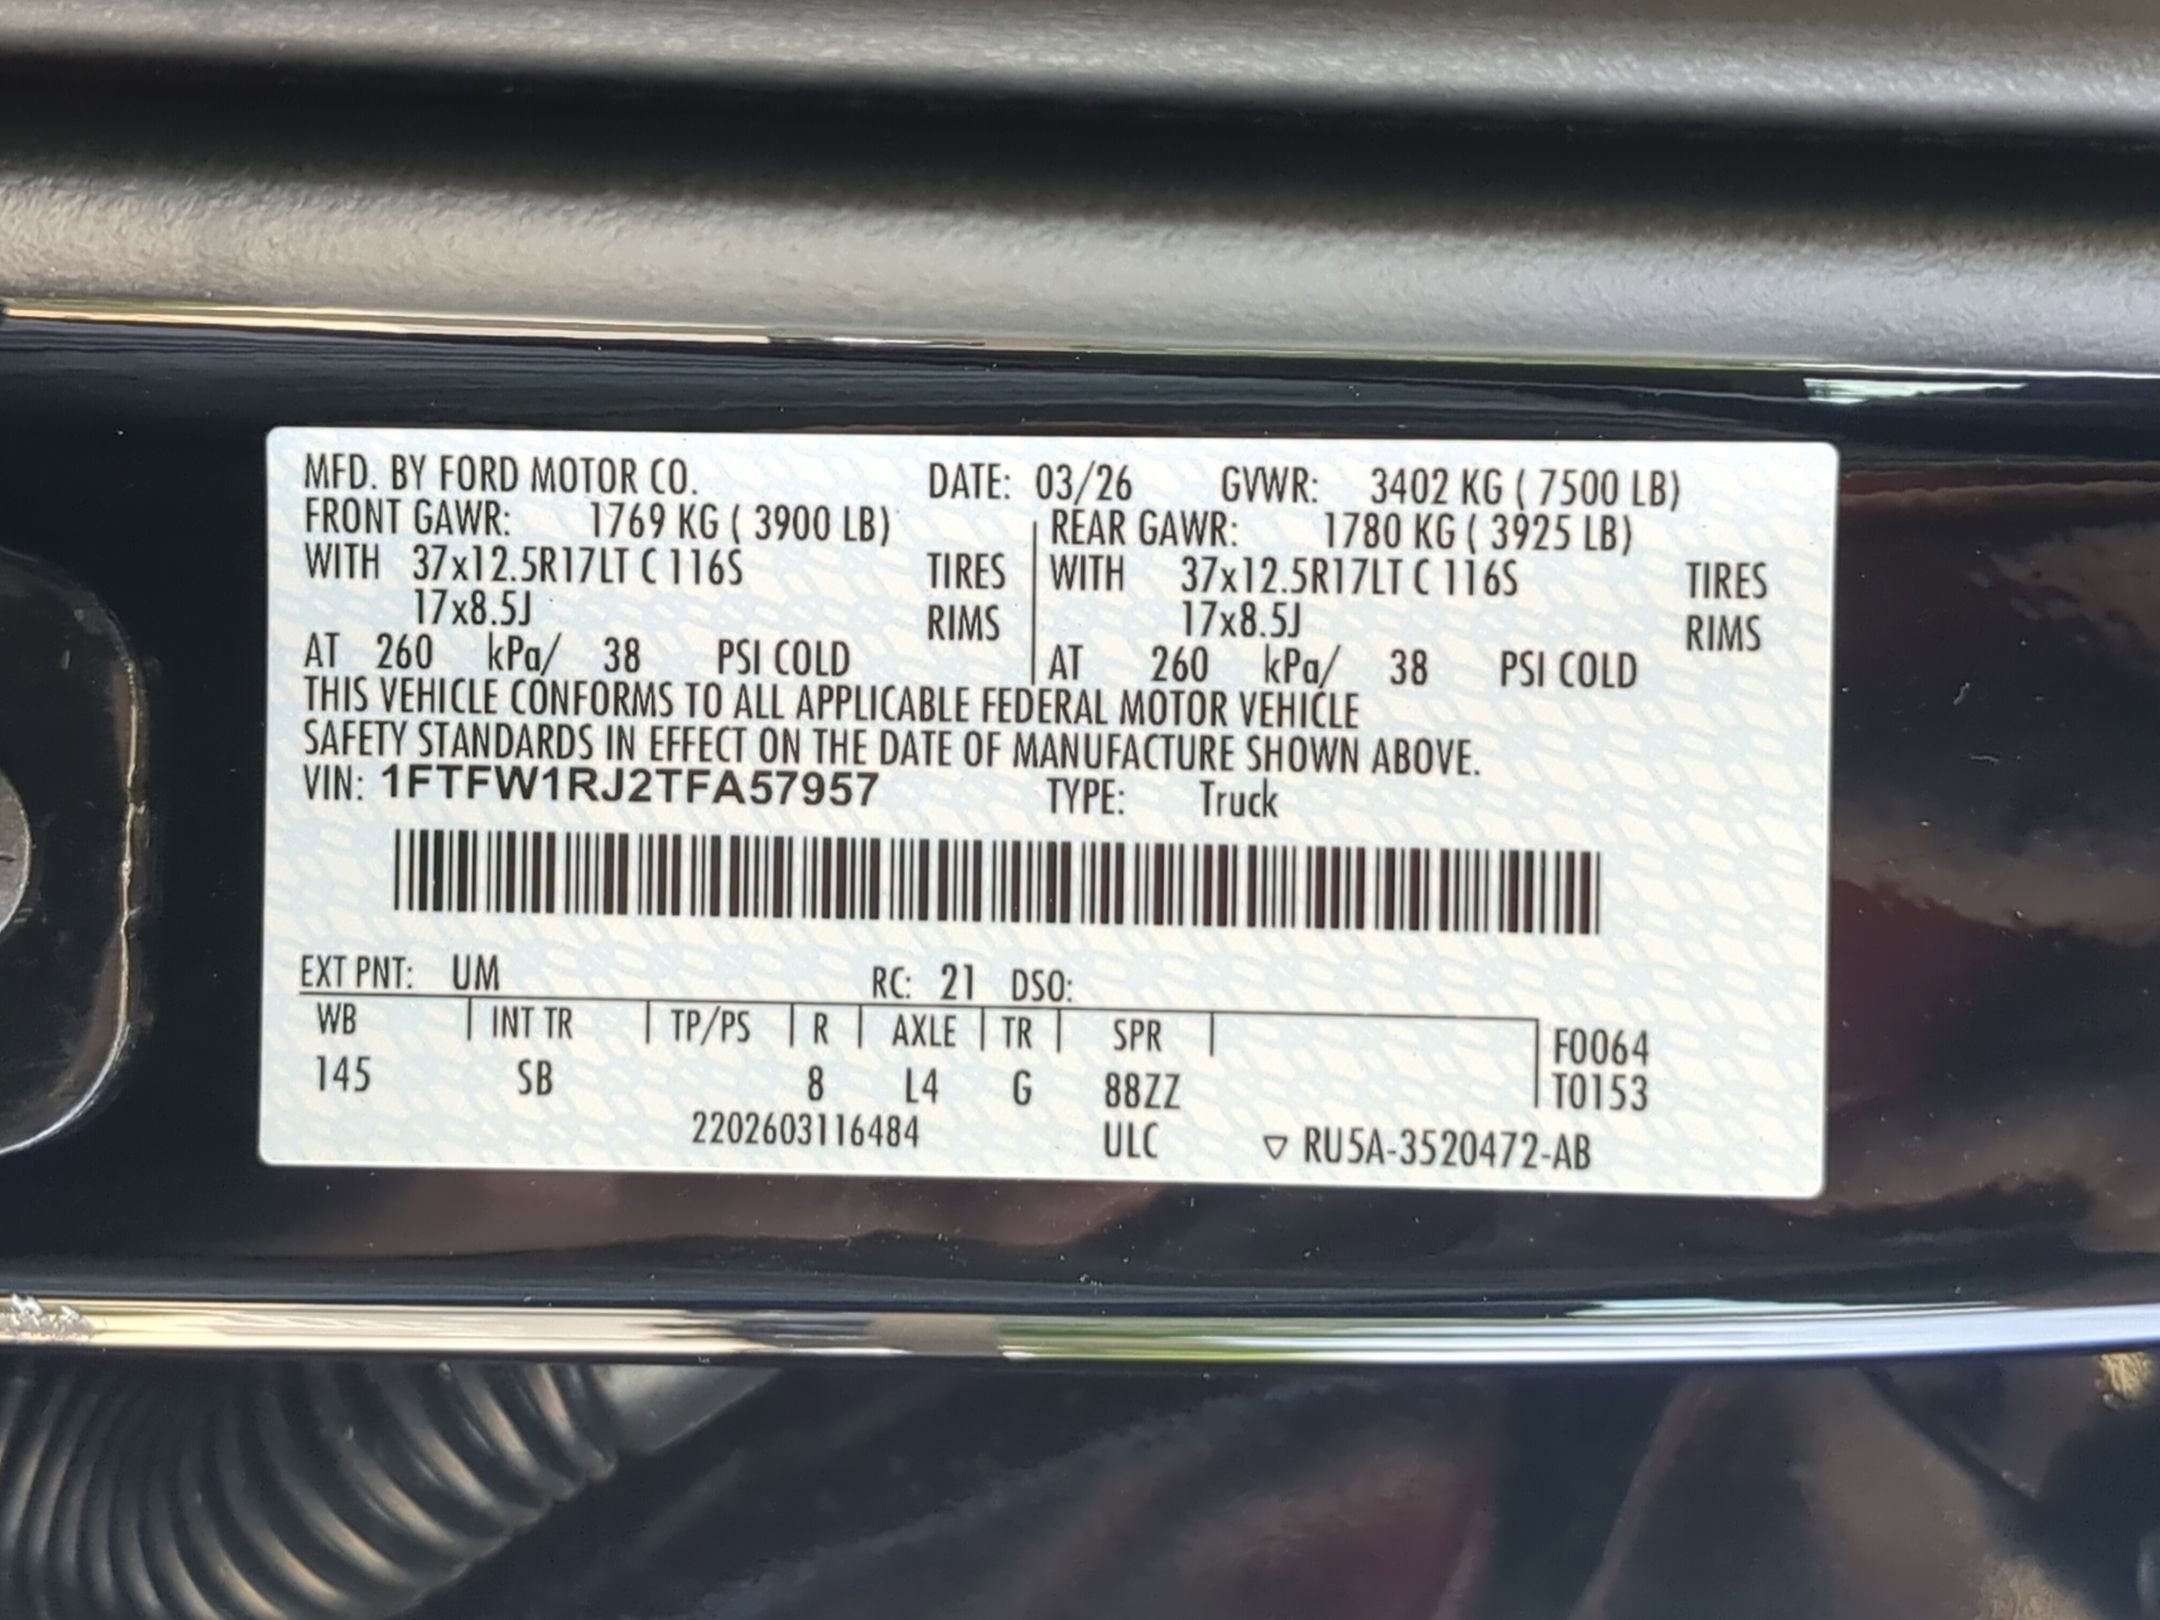 MFD. BY FORD MOTOR CO. DATE: 03/26 GVWR: 3402 KG ( 7500 LB)
FRONT GAWR: 1769 KG ( 3900 LB) REAR GAWR: 1780 KG ( 3925 LB)
WITH 37x12.5R17LT C 116S TIRES WITH 37x12.5R17LT C 116S TIRES
17x8.5J RIMS 17x8.5J RIMS
AT 260 kPa/ 38 PSI COLD AT 260 kPa/ 38 PSI COLD
THIS VEHICLE CONFORMS TO ALL APPLICABLE FEDERAL MOTOR VEHICLE
SAFETY STANDARDS IN EFFECT ON THE DATE OF MANUFACTURE SHOWN ABOVE.
VIN: 1FTFW1RJ2TFA57957 TYPE: Truck
EXT PNT: UM RC: 21 DSO:
WB INT TR TP/PS R AXLE TR SPR F0064
145 SB 8 L4 G 88ZZ T0153
2202603116484 ULC ▽ RU5A-3520472-AB